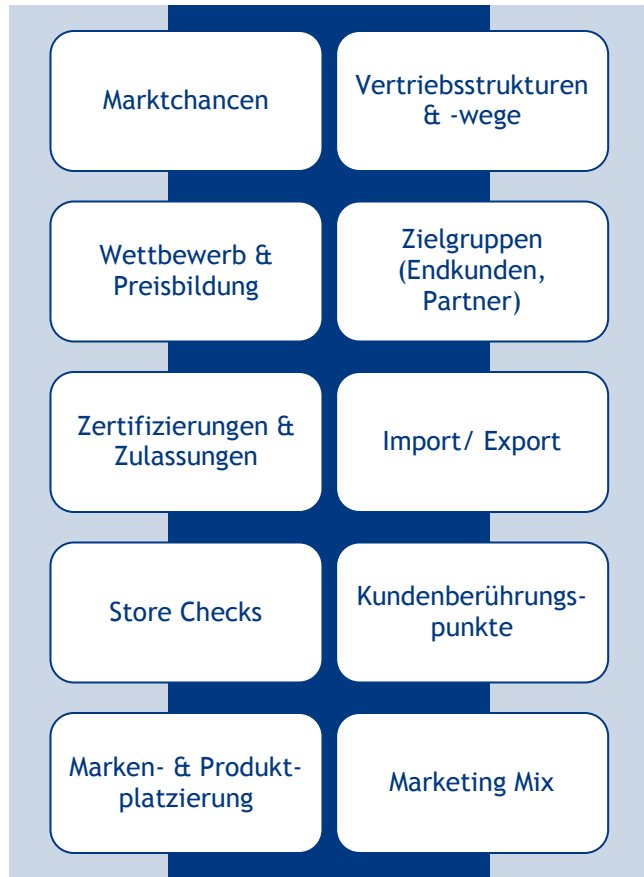 Marktchancen
Vertriebsstrukturen
& -wege
Wettbewerb &
Preisbildung
Zielgruppen
(Endkunden,
Partner)
Zertifizierungen &
Zulassungen
Import/ Export
Store Checks
Kundenberührungs-
punkte
Marken- & Produkt-
platzierung
Marketing Mix